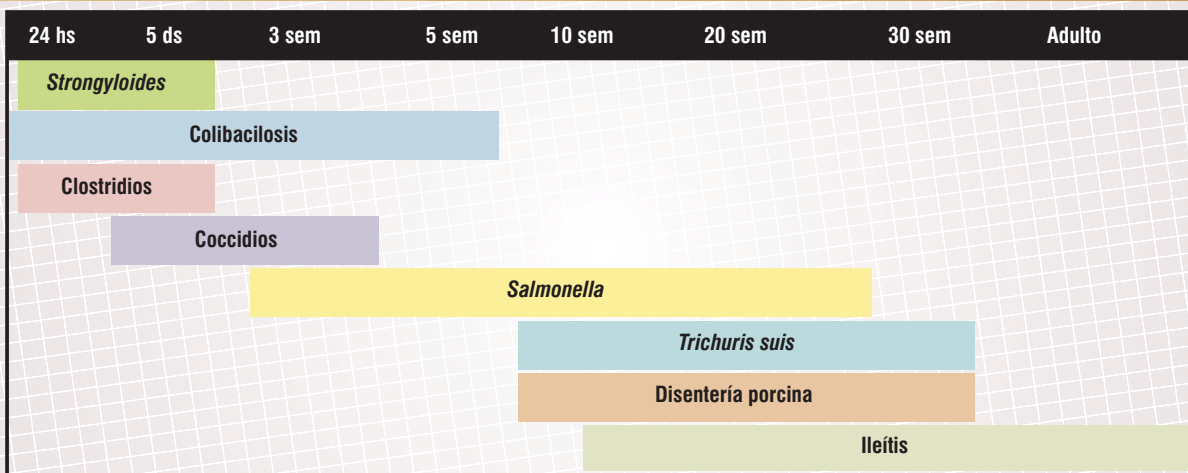 24 hs 5 ds 3 sem 5 sem 10 sem 20 sem 30 sem Adulto
Strongyloides
Colibacilosis
Clostridios
Coccidios
Salmonella
Trichuris suis
Disentería porcina
Ileítis